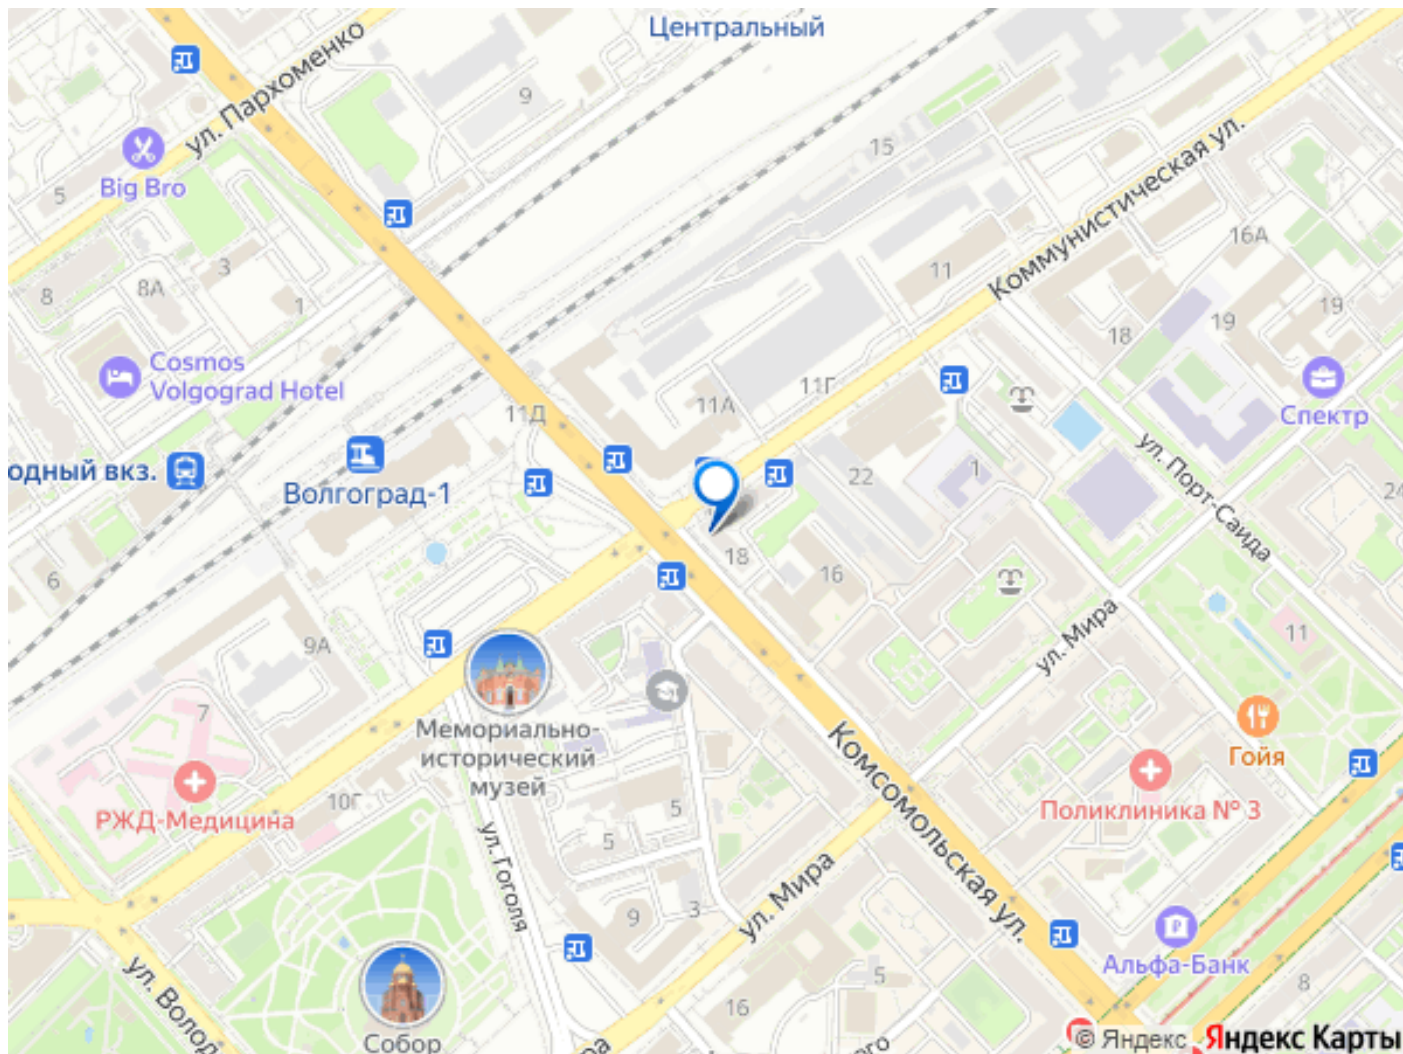 Центральный
ул. Пархоменко
9
15
Коммунистическая ул.
Big Bro
5
16А
3
8А
8
1
11
19
19
18
Cosmos
Volgograd Hotel
11Г
11А
11Д
Спектр
ул. Порт-Саида
одный вкз.
Волгоград-1
22
1
24
18
16
6
ул. Мира
11
9А
7
Мемориально-
исторический
музей
Комсомольская ул.
Гойя
Поликлиника № 3
РЖД-Медицина
10Г
5
5
ул. Гоголя
ул. Мира
9
3
Альфа-Банк
5
8
16
ул. Волод
Собор
© Яндекс Яндекс Карты